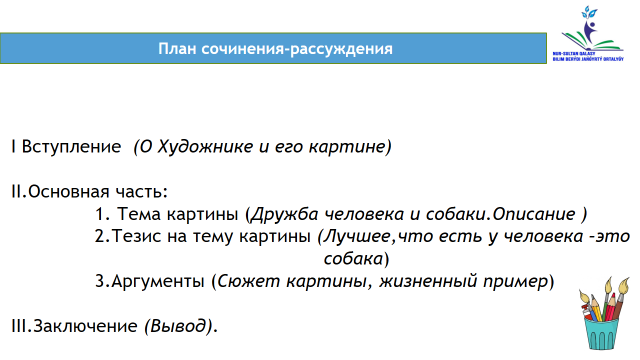 План сочинения-рассуждения
NUR-SULTAN QALASY
BILIM BERÝDI JAŃǴYRTÝ ORTALYǴY
I Вступление (О Художнике и его картине)
II.Основная часть:
1. Тема картины (Дружба человека и собаки.Описание )
2.Тезис на тему картины (Лучшее,что есть у человека –это
собака)
3.Аргументы (Сюжет картины, жизненный пример)
III.Заключение (Вывод).